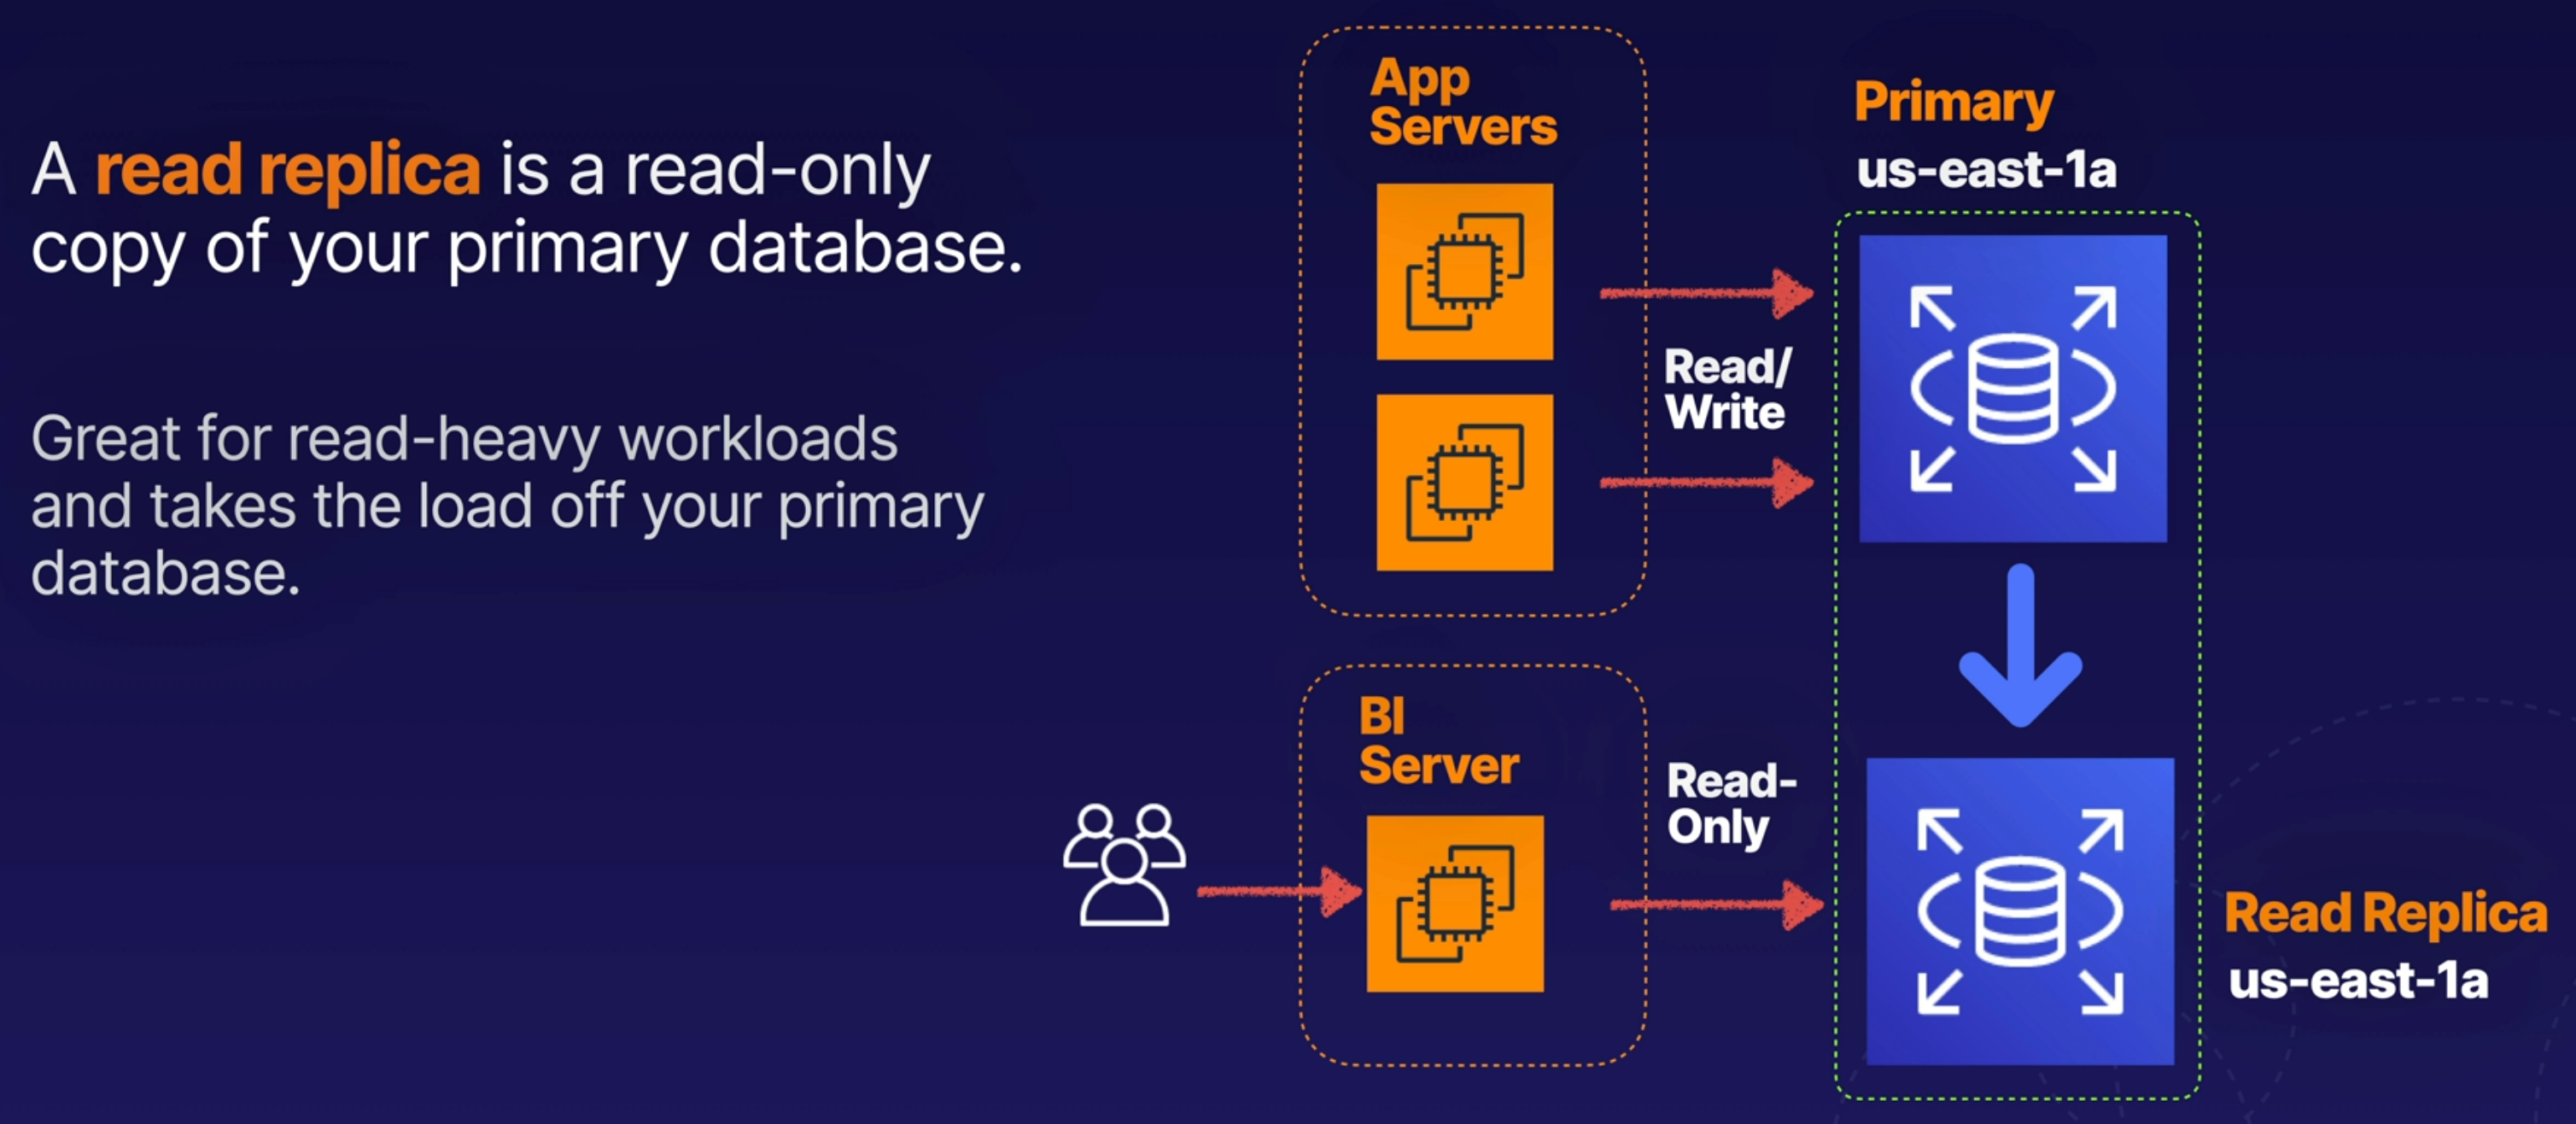 A read replica is a read-only
copy of your primary database.
Great for read-heavy workloads
and takes the load off your primary
database.
App
Servers
Read/
Write
Primary
us-east-1a
BI
Server
Read-
Only
Read Replica
us-east-1a